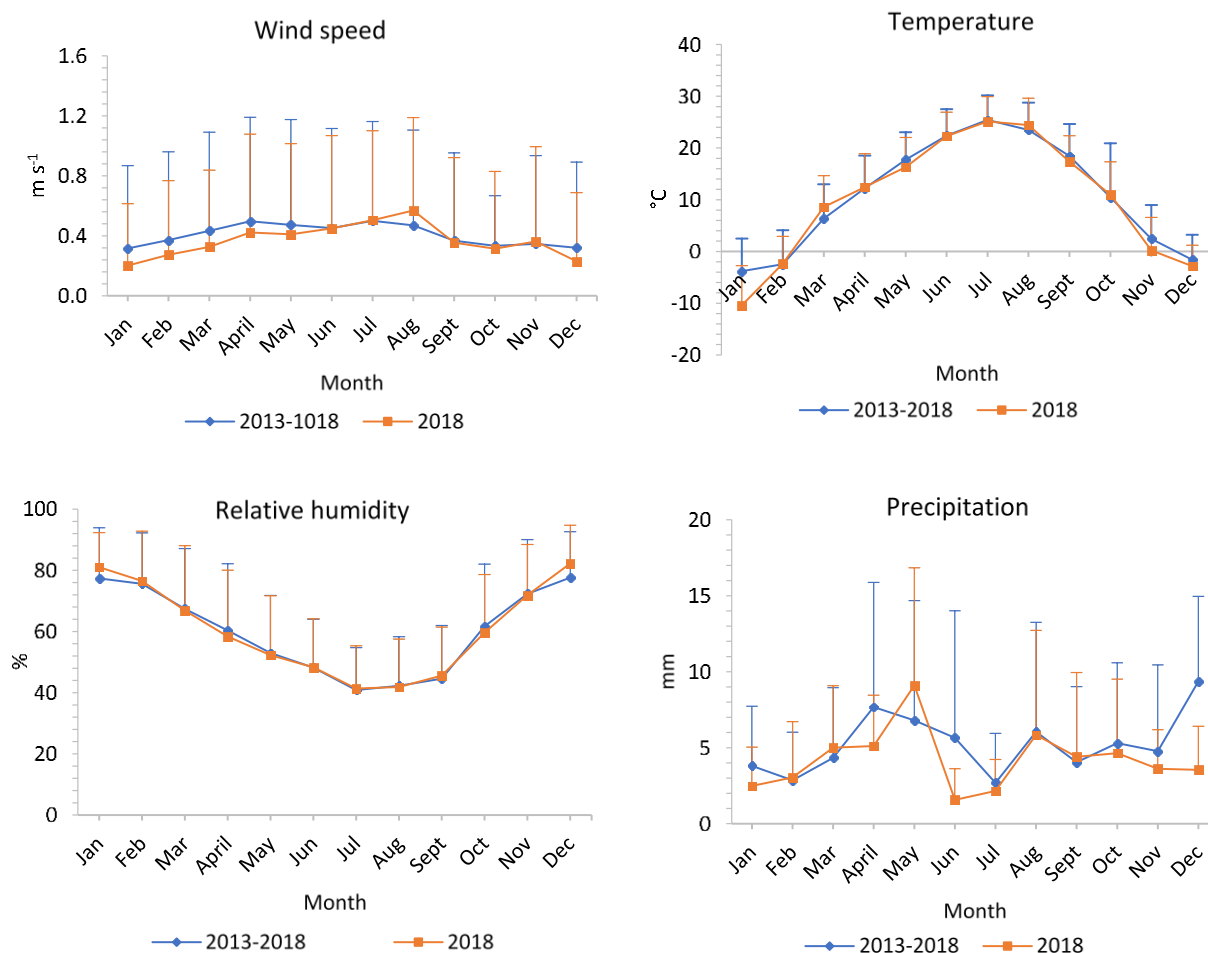 Wind speed
1.6
1.2
0.8
0.4
0.0
m s⁻¹
Jan Feb Mar April May Jun Jul Aug Sept Oct Nov Dec
Month
2013-1018 2018
Temperature
40
30
20
10
0
-10
-20
°C
Jan Feb Mar April May Jun Jul Aug Sept Oct Nov Dec
Month
2013-2018 2018
Relative humidity
100
80
60
40
20
0
%
Jan Feb Mar April May Jun Jul Aug Sept Oct Nov Dec
Month
2013-2018 2018
Precipitation
20
15
10
5
0
mm
Jan Feb Mar April May Jun Jul Aug Sept Oct Nov Dec
Month
2013-2018 2018